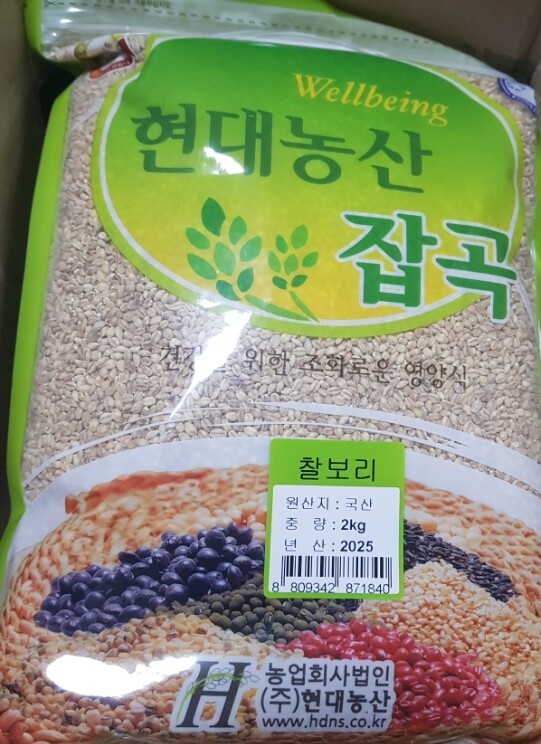 Wellbeing
현대농산
잡곡
건강을 위한 조화로운 영양식
찰보리
원산지 : 국산
중 량 : 2kg
년 산 : 2025
8 809342 871840
H
농업회사법인
(주)현대농산
www.hdns.co.kr